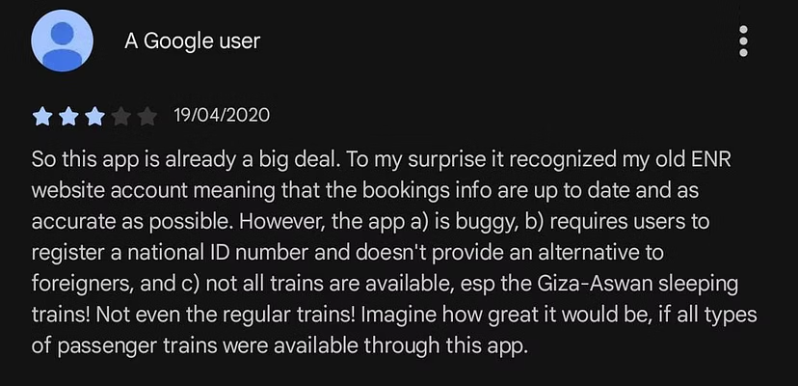 A Google user
19/04/2020
So this app is already a big deal. To my surprise it recognized my old ENR
website account meaning that the bookings info are up to date and as
accurate as possible. However, the app a) is buggy, b) requires users to
register a national ID number and doesn't provide an alternative to
foreigners, and c) not all trains are available, esp the Giza-Aswan sleeping
trains! Not even the regular trains! Imagine how great it would be, if all types
of passenger trains were available through this app.